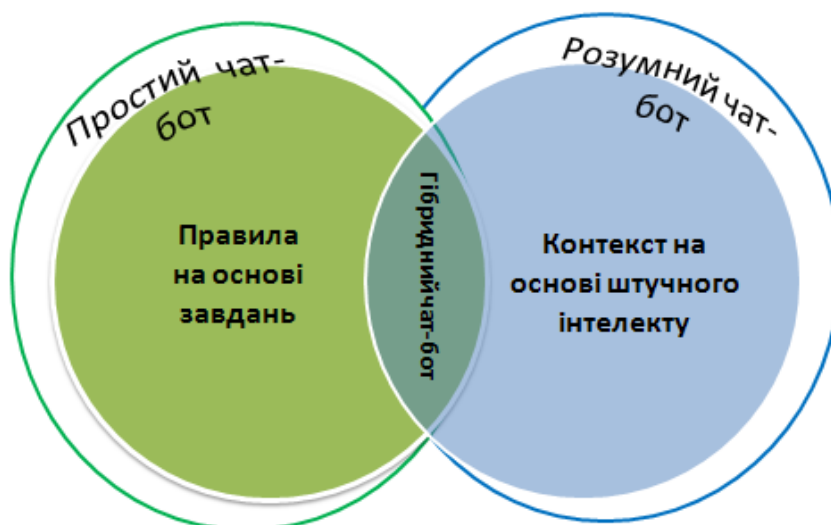 Простий чат-
бот
Розумний чат-
бот
Правила
на основі
завдань
Гібриднийчат-бот
Контекст на
основі штучного
інтелекту